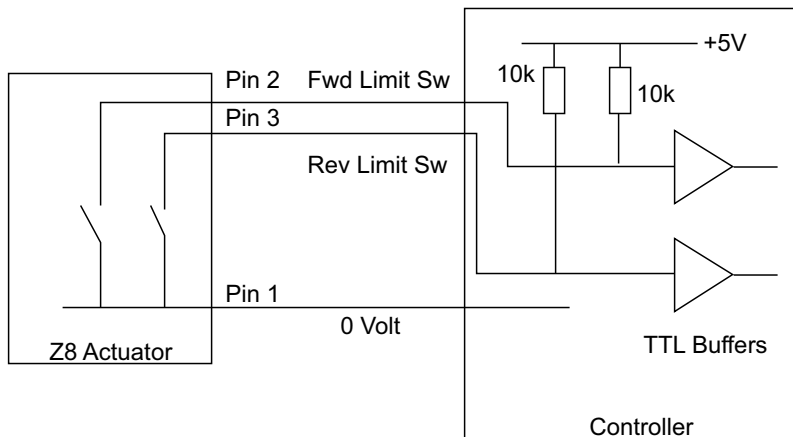 +5V
10k
10k
Pin 2
Fwd Limit Sw
Pin 3
Rev Limit Sw
Pin 1
0 Volt
Z8 Actuator
TTL Buffers
Controller